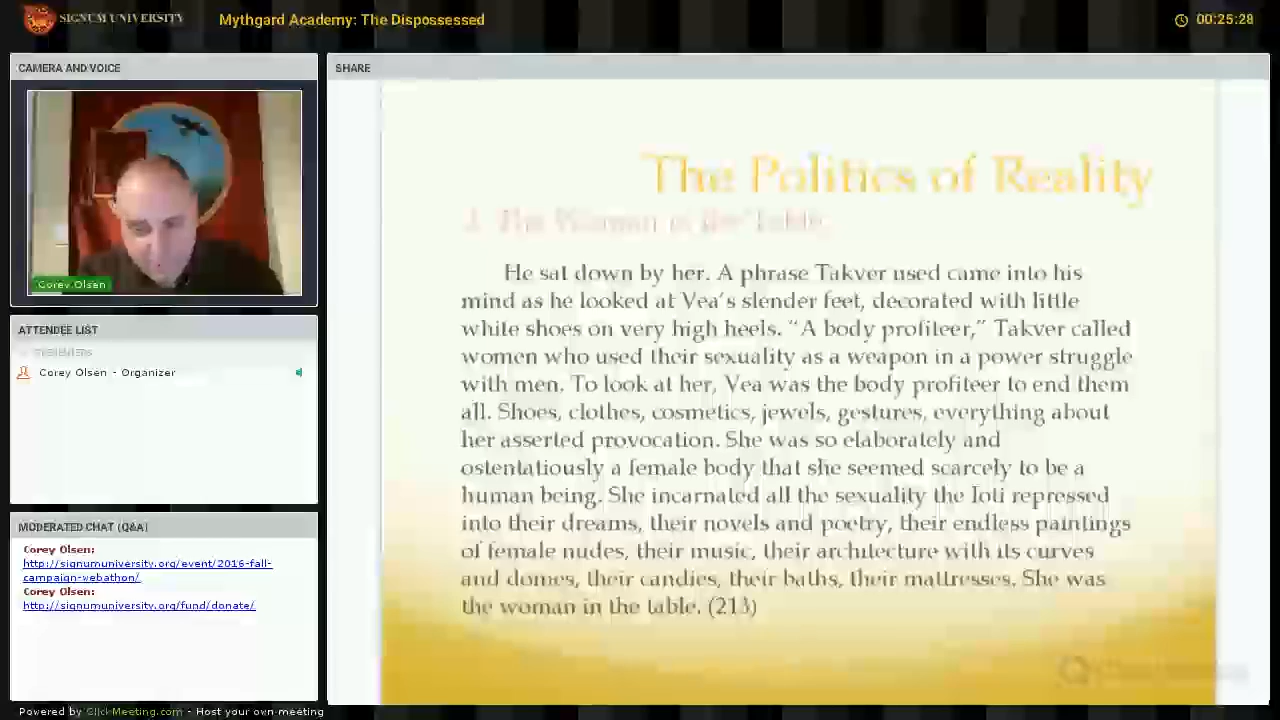 SIGNUM UNIVERSITY
Mythgard Academy: The Dispossessed
00:25:28
CAMERA AND VOICE
Corey Olsen
ATTENDEE LIST
Corey Olsen - Organizer
MODERATED CHAT (Q&A)
Corey Olsen:
http://signumuniversity.org/event/2016-fall-
campaign-webathon/
Corey Olsen:
http://signumuniversity.org/fund/donate/
SHARE
The Politics of Reality
The Woman in the Table
He sat down by her. A phrase Takver used came into his
mind as he looked at Vea's slender feet, decorated with little
white shoes on very high heels. “A body profiteer,” Takver called
women who used their sexuality as a weapon in a power struggle
with men. To look at her, Vea was the body profiteer to end them
all. Shoes, clothes, cosmetics, jewels, gestures, everything about
her asserted provocation. She was so elaborately and
ostentatiously a female body that she seemed scarcely to be a
human being. She incarnated all the sexuality the Ioti repressed
into their dreams, their novels and poetry, their endless paintings
of female nudes, their music, their architecture with its curves
and domes, their candies, their baths, their mattresses. She was
the woman in the table. (213)
Powered by ClickMeeting.com - Host your own meeting